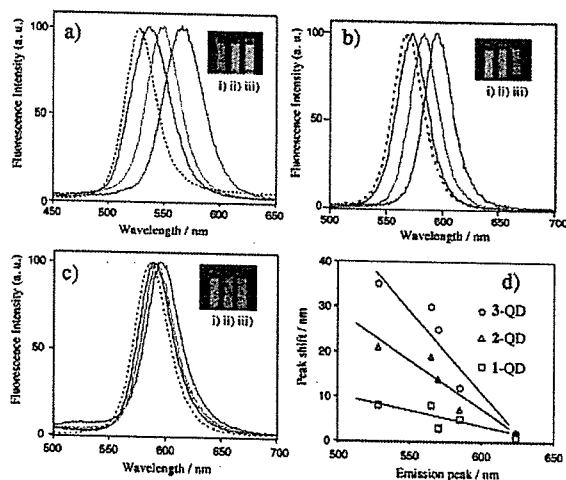 a)
Fluorescence Intensity (a. u.)
100
50
0
i) ii) iii)
450 500 550 600 650
Wavelength / nm
b)
Fluorescence Intensity (a. u.)
100
50
0
i) ii) iii)
500 600 700
Wavelength / nm
c)
Fluorescence Intensity (a. u.)
100
50
0
i) ii) iii)
500 550 600 650 700
Wavelength / nm
d)
Peak shift / nm
40
30
20
10
0
3-QD
2-QD
1-QD
550 600 650
Emission peak / nm